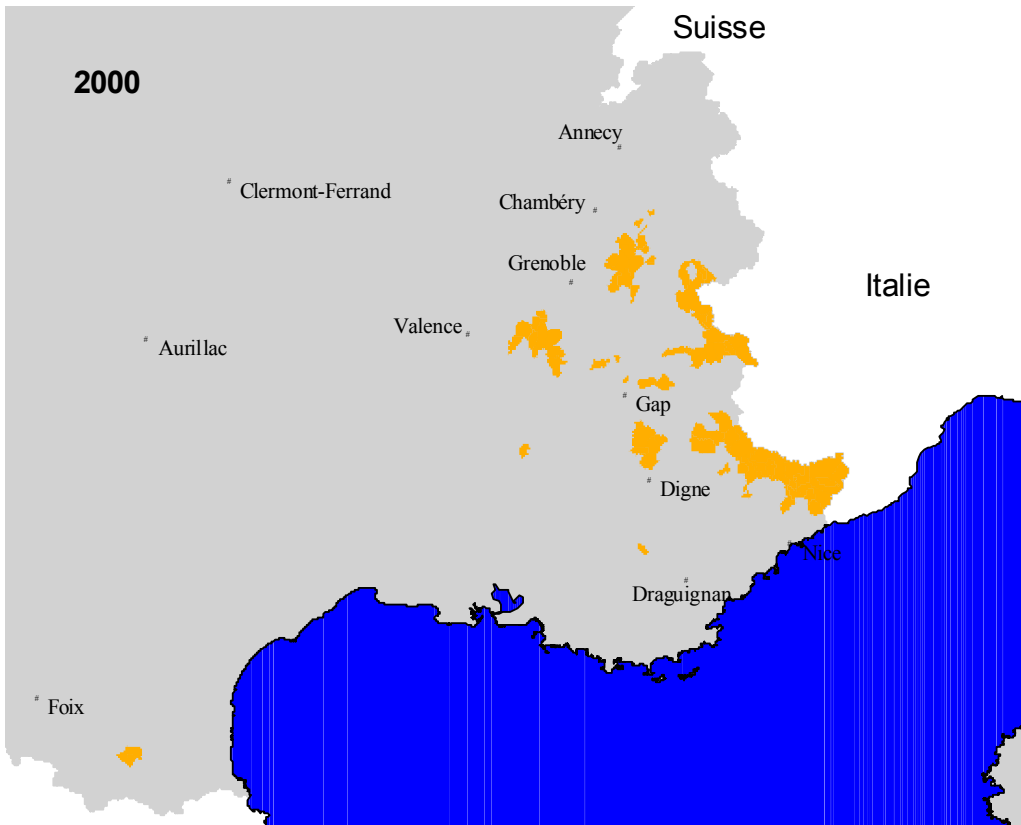 Suisse
2000
Annecy
Clermont-Ferrand
Chambéry
Grenoble
Italie
Valence
Aurillac
Gap
Digne
Nice
Draguignan
Foix